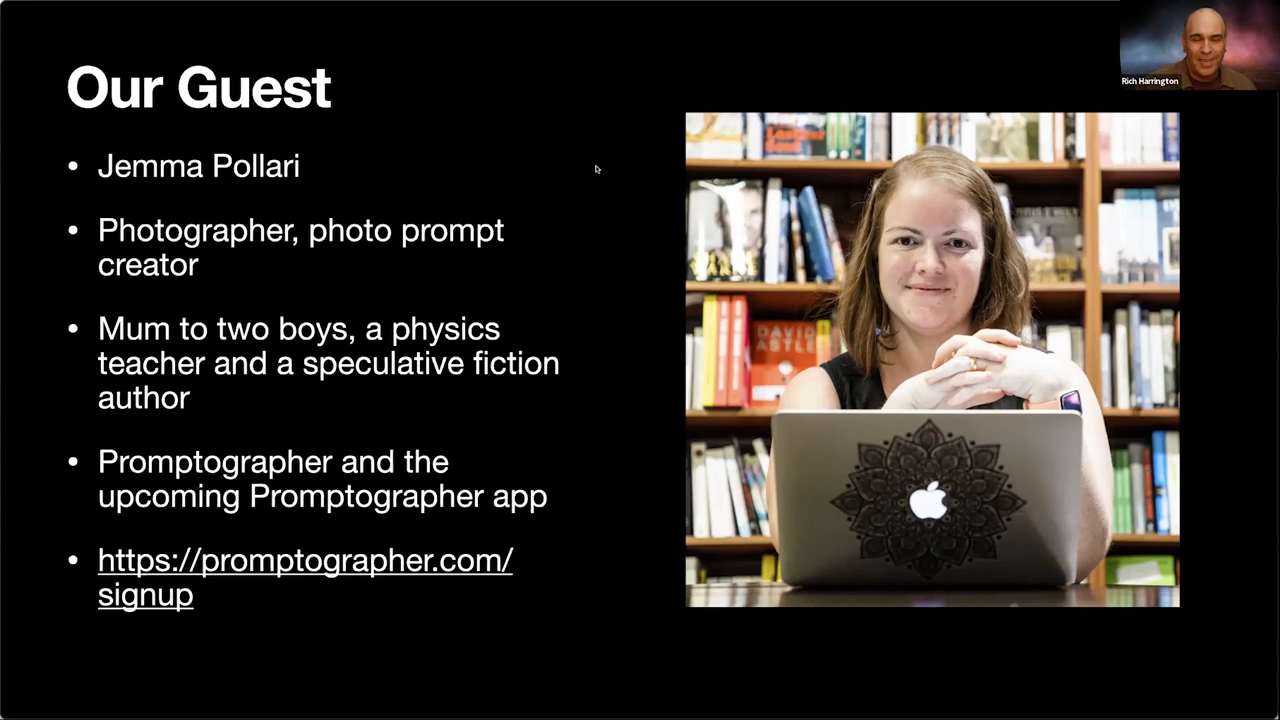 Our Guest
Rich Harrington
• Jemma Pollari
• Photographer, photo prompt
creator
• Mum to two boys, a physics
teacher and a speculative fiction
author
• Promptographer and the
upcoming Promptographer app
• https://promptographer.com/
signup
DAVID
ASTLE